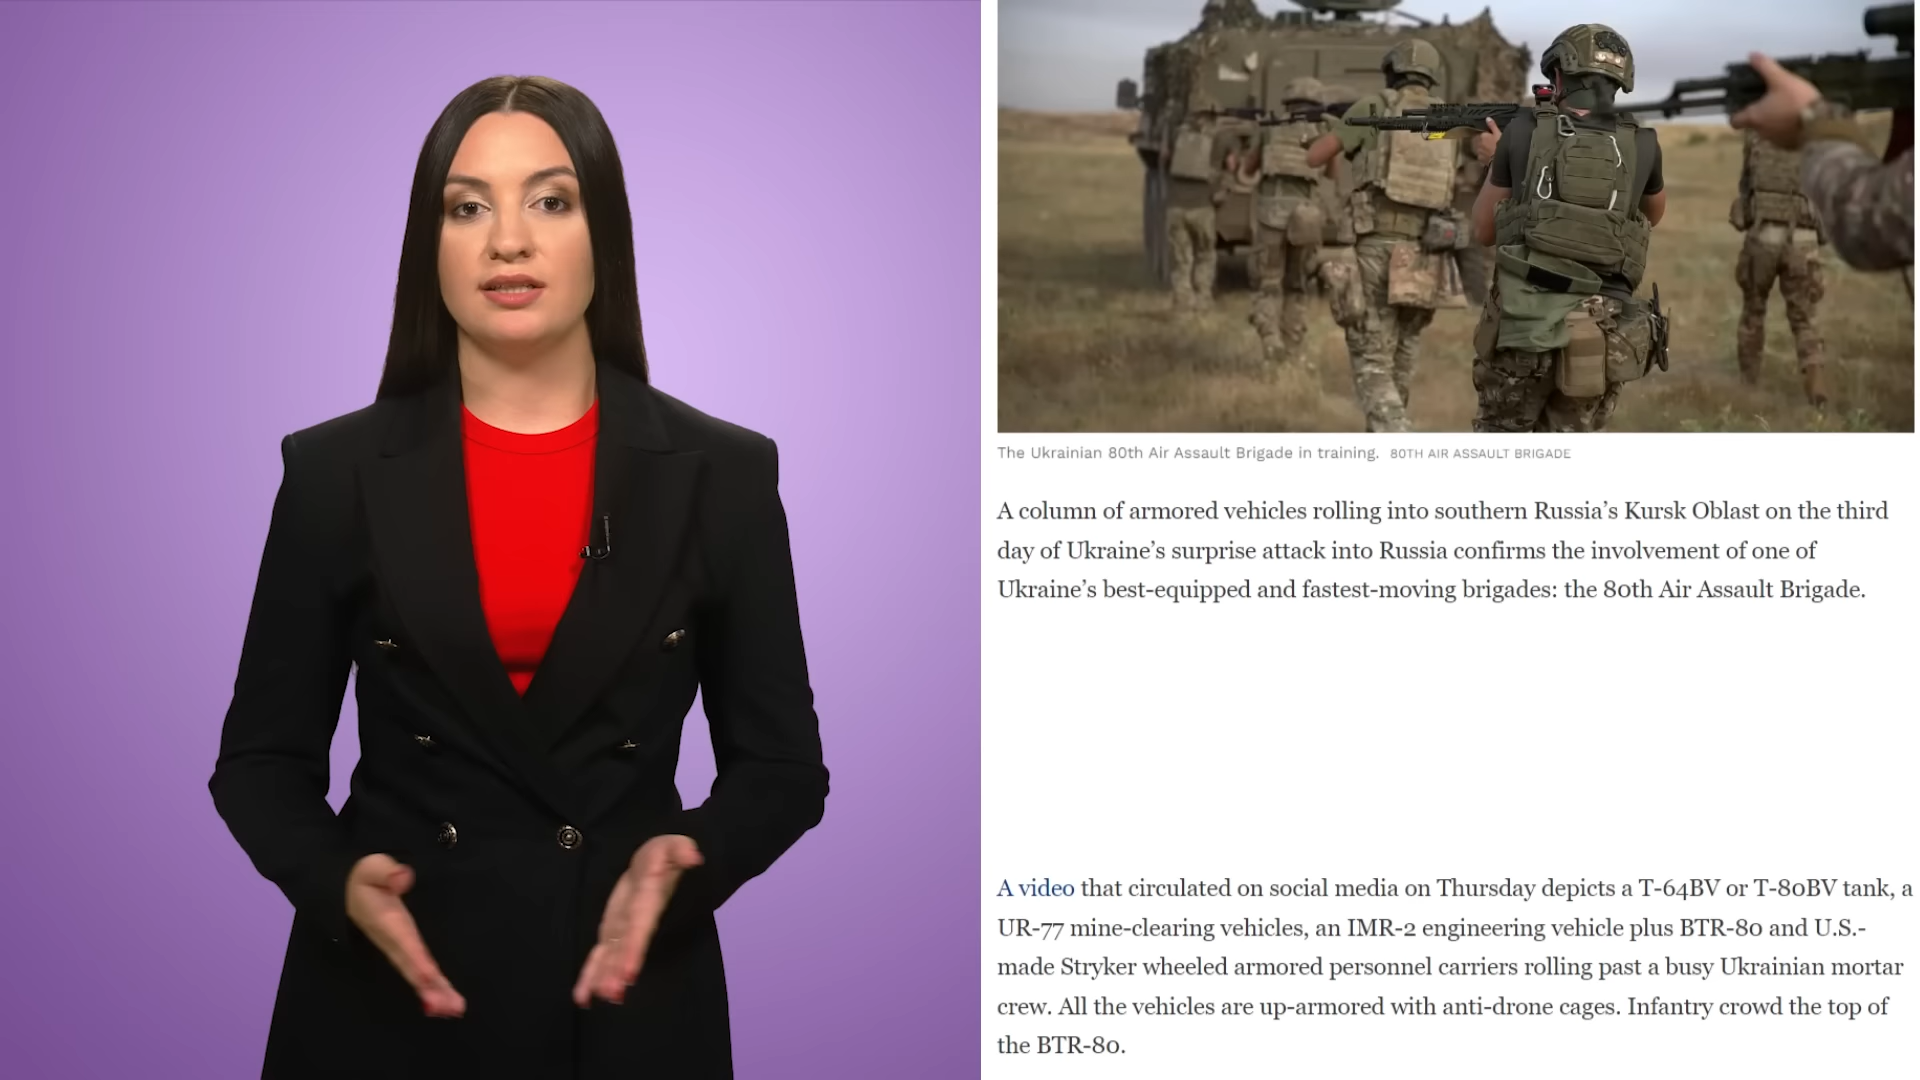 The Ukrainian 80th Air Assault Brigade in training. 80TH AIR ASSAULT BRIGADE
A column of armored vehicles rolling into southern Russia’s Kursk Oblast on the third
day of Ukraine’s surprise attack into Russia confirms the involvement of one of
Ukraine’s best-equipped and fastest-moving brigades: the 80th Air Assault Brigade.
A video that circulated on social media on Thursday depicts a T-64BV or T-80BV tank, a
UR-77 mine-clearing vehicles, an IMR-2 engineering vehicle plus BTR-80 and U.S.-
made Stryker wheeled armored personnel carriers rolling past a busy Ukrainian mortar
crew. All the vehicles are up-armored with anti-drone cages. Infantry crowd the top of
the BTR-80.